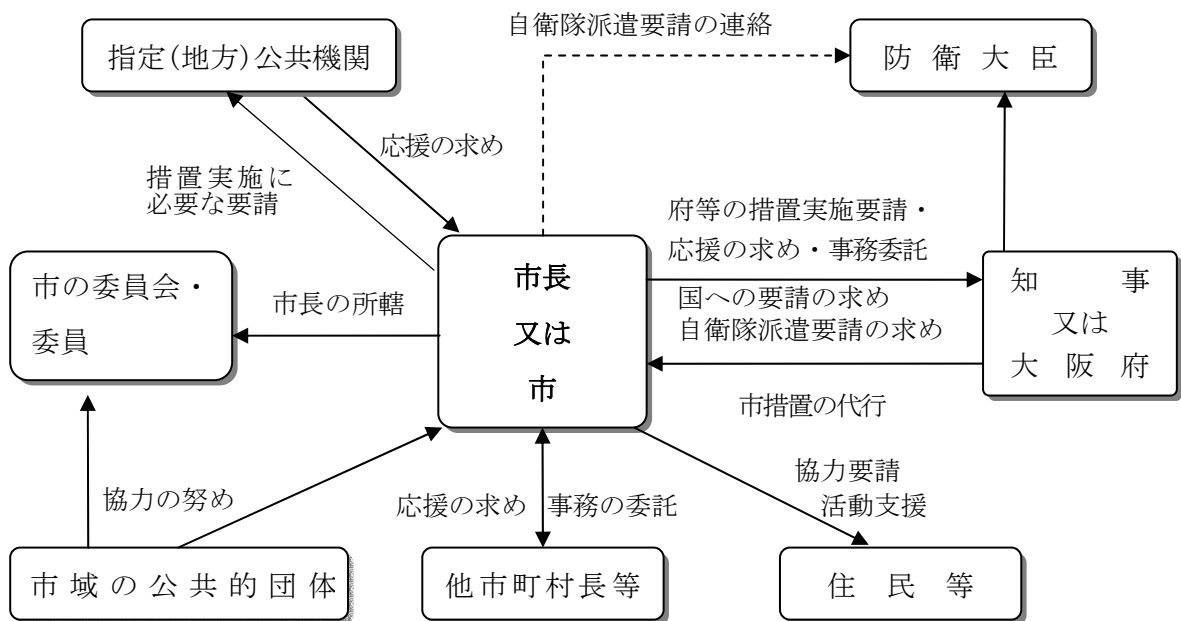 自衛隊派遣要請の連絡
指定(地方)公共機関
防衛大臣
応援の求め
措置実施に
必要な要請
府等の措置実施要請・
応援の求め・事務委託
市の委員会・
委員
市長の所轄
市長
又は
市
国への要請の求め
自衛隊派遣要請の求め
知事
又は
大阪府
市措置の代行
協力の努め
応援の求め
事務の委託
協力要請
活動支援
市域の公共的団体
他市町村長等
住民等